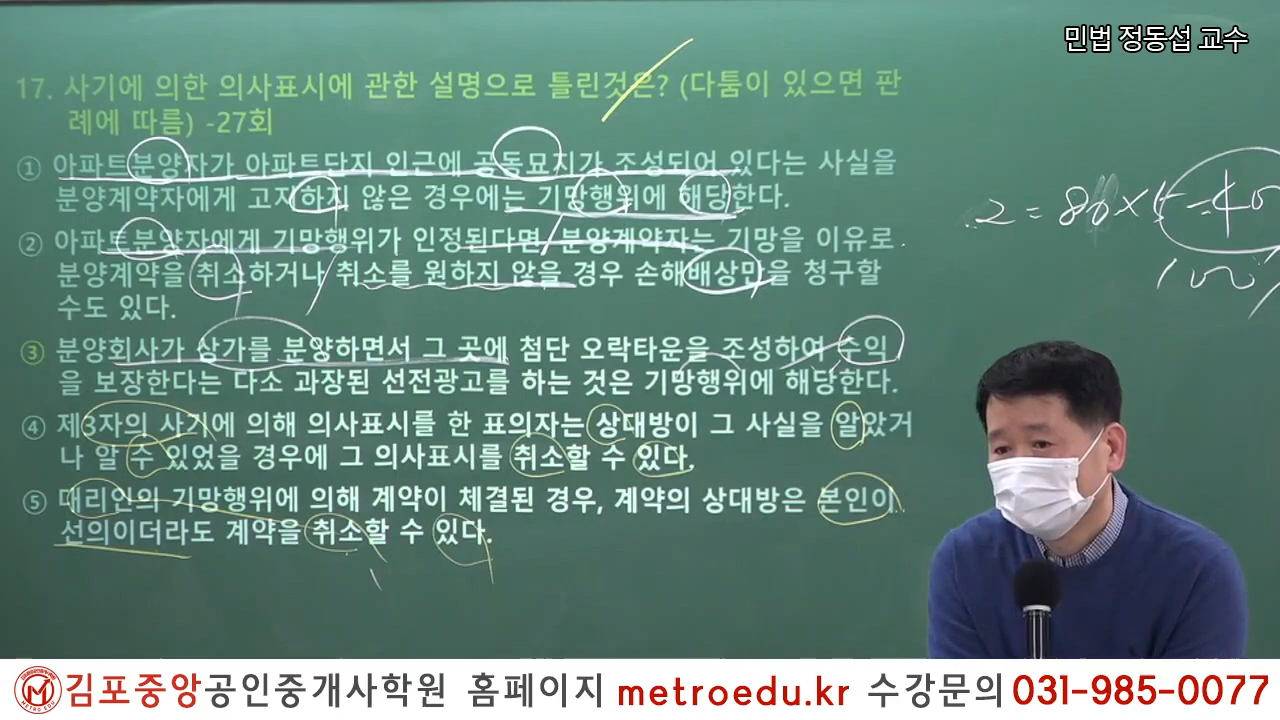 민법 정동섭 교수
17. 사기에 의한 의사표시에 관한 설명으로 틀린것은? (다툼이 있으면 판
례에 따름) -27회
① 아파트분양자가 아파트단지 인근에 공동묘지가 조성되어 있다는 사실을
분양계약자에게 고지하지 않은 경우에는 기망행위에 해당한다.
② 아파트분양자에게 기망행위가 인정된다면, 분양계약자는 기망을 이유로
분양계약을 취소하거나 취소를 원하지 않을 경우 손해배상만을 청구할
수도 있다.
③ 분양회사가 상가를 분양하면서 그 곳에 첨단 오락타운을 조성하여 수익
을 보장한다는 다소 과장된 선전광고를 하는 것은 기망행위에 해당한다.
④ 제3자의 사기에 의해 의사표시를 한 표의자는 상대방이 그 사실을 알았거
나 알 수 있었을 경우에 그 의사표시를 취소할 수 있다.
⑤ 대리인의 기망행위에 의해 계약이 체결된 경우, 계약의 상대방은 본인이
선의이더라도 계약을 취소할 수 있다.
METRO EDU
김포중앙공인중개사학원 홈페이지 metroedu.kr 수강문의 031-985-0077